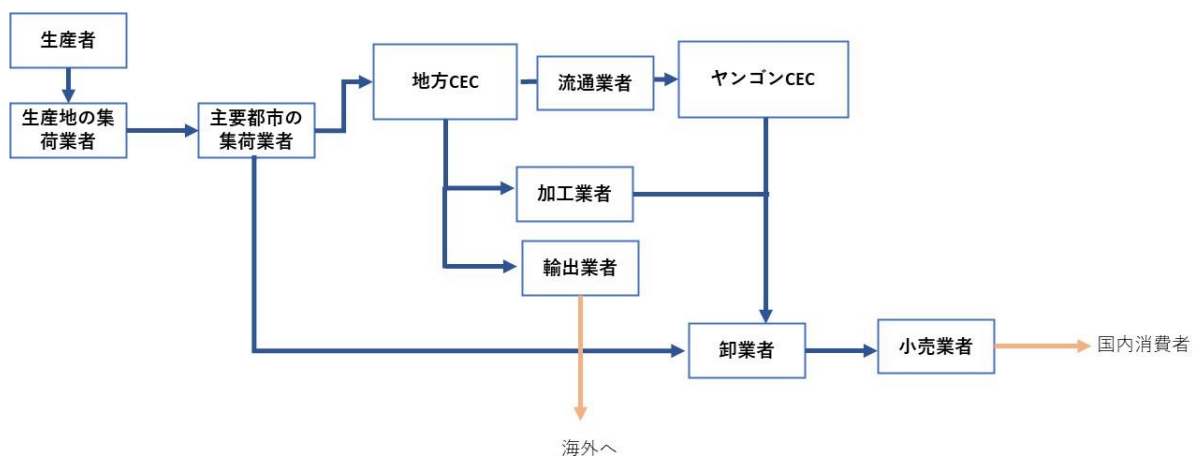 生産者
生産地の集
荷業者
主要都市の
集荷業者
地方CEC
流通業者
ヤンゴンCEC
加工業者
輸出業者
卸業者
小売業者
国内消費者
海外へ